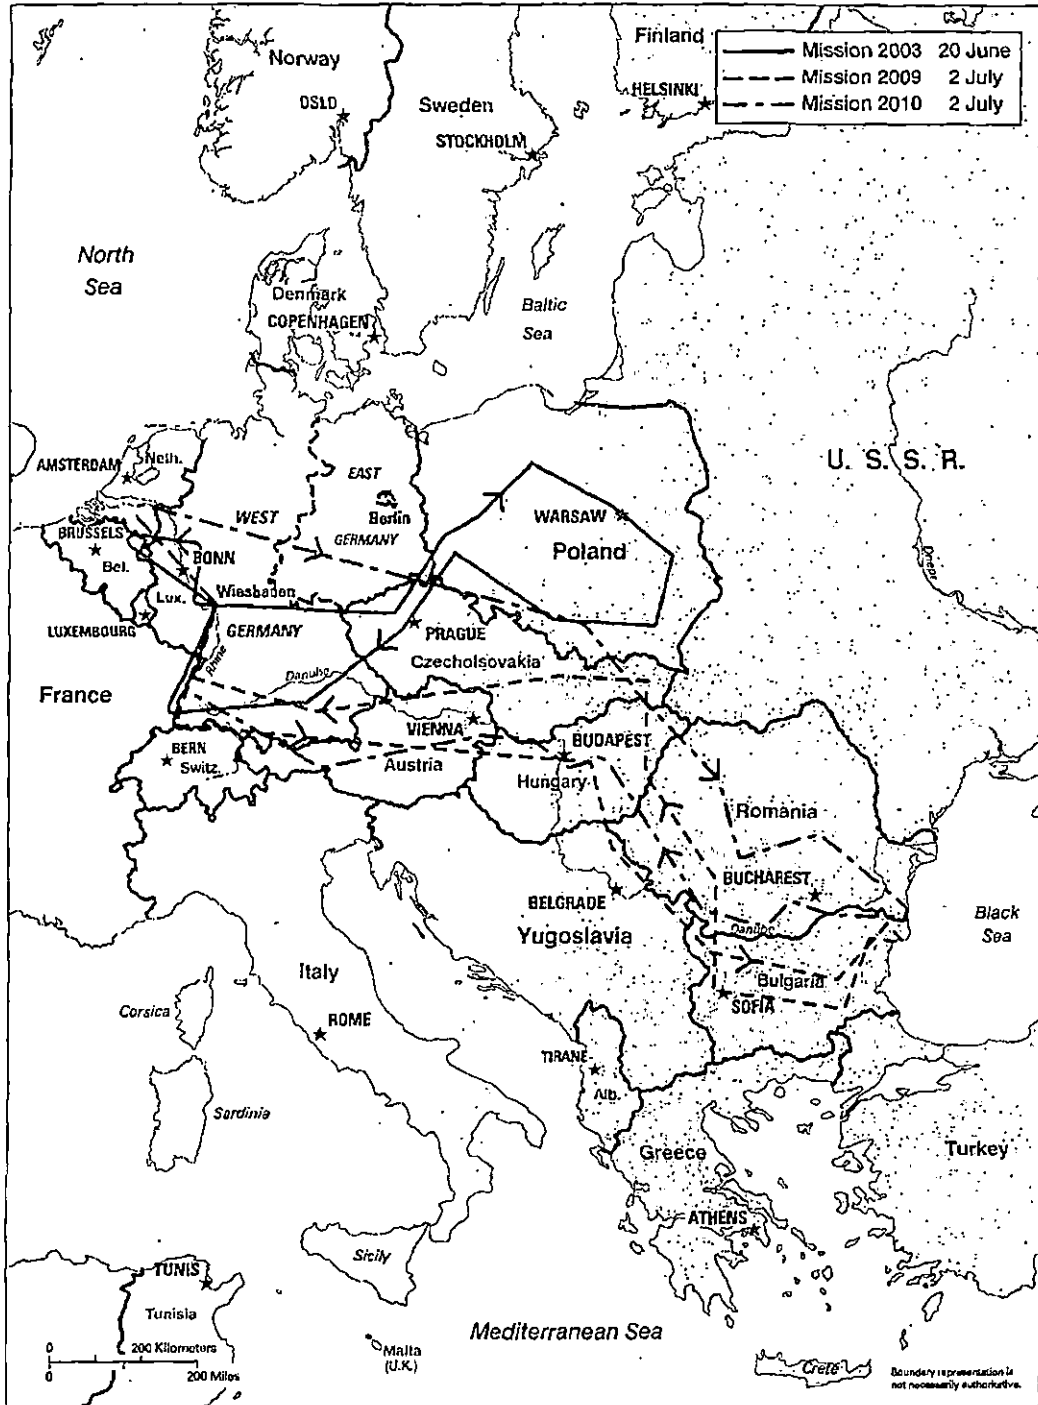 Finland
Mission 2003 20 June
Mission 2009 2 July
Mission 2010 2 July
Norway
OSLO
Sweden
HELSINKI
STOCKHOLM
North
Sea
Denmark
COPENHAGEN
Baltic
Sea
AMSTERDAM
Neth.
EAST
U. S. S. R.
WEST
Berlin
WARSAW
BRUSSELS
GERMANY
Poland
Bel.
BONN
Dnepr
Lux.
Wiesbaden
LUXEMBOURG
GERMANY
PRAGUE
Rhine
Czecholsovakia
Danube
France
VIENNA
BUDAPEST
BERN
Switz.
Austria
Hungary
Romania
BUCHAREST
BELGRADE
Danube
Yugoslavia
Black
Sea
Italy
Bulgaria
Corsica
SOFIA
ROME
TIRANE
Alb.
Sardinia
Greece
Turkey
ATHENS
Sicily
TUNIS
Tunisia
Mediterranean Sea
0 200 Kilometers
0 200 Miles
Malta
(U.K.)
Crete
Boundary representation is
not necessarily authoritative.